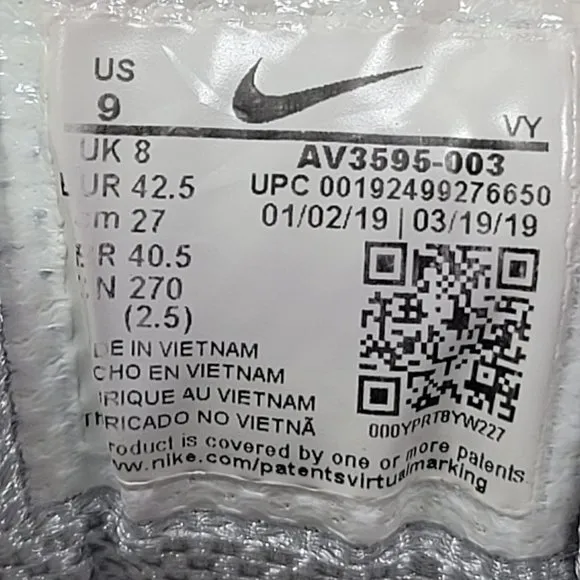 US
9
VY
UK 8
AV3595-003
UR 42.5
UPC 00192499276650
cm 27
01/02/19 | 03/19/19
R 40.5
N 270
(2.5)
DE IN VIETNAM
CHO EN VIETNAM
RIQUE AU VIETNAM
RICADO NO VIETNÃ
000YPRT8YW227
roduct is covered by one or more patents.
ww.nike.com/patentsvirtualmarking